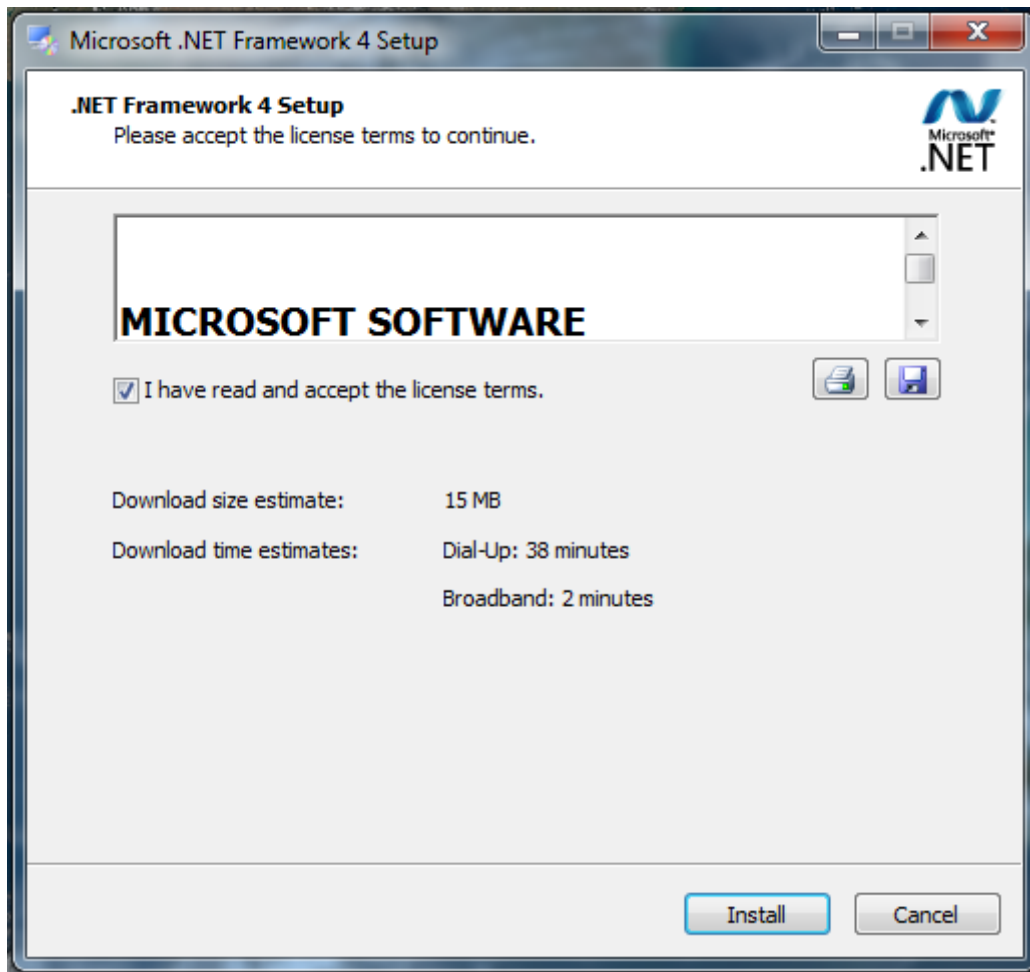 Microsoft .NET Framework 4 Setup
.NET Framework 4 Setup
Please accept the license terms to continue.
Microsoft®
.NET
MICROSOFT SOFTWARE
I have read and accept the license terms.
Download size estimate: 15 MB
Download time estimates: Dial-Up: 38 minutes
Broadband: 2 minutes
Install Cancel